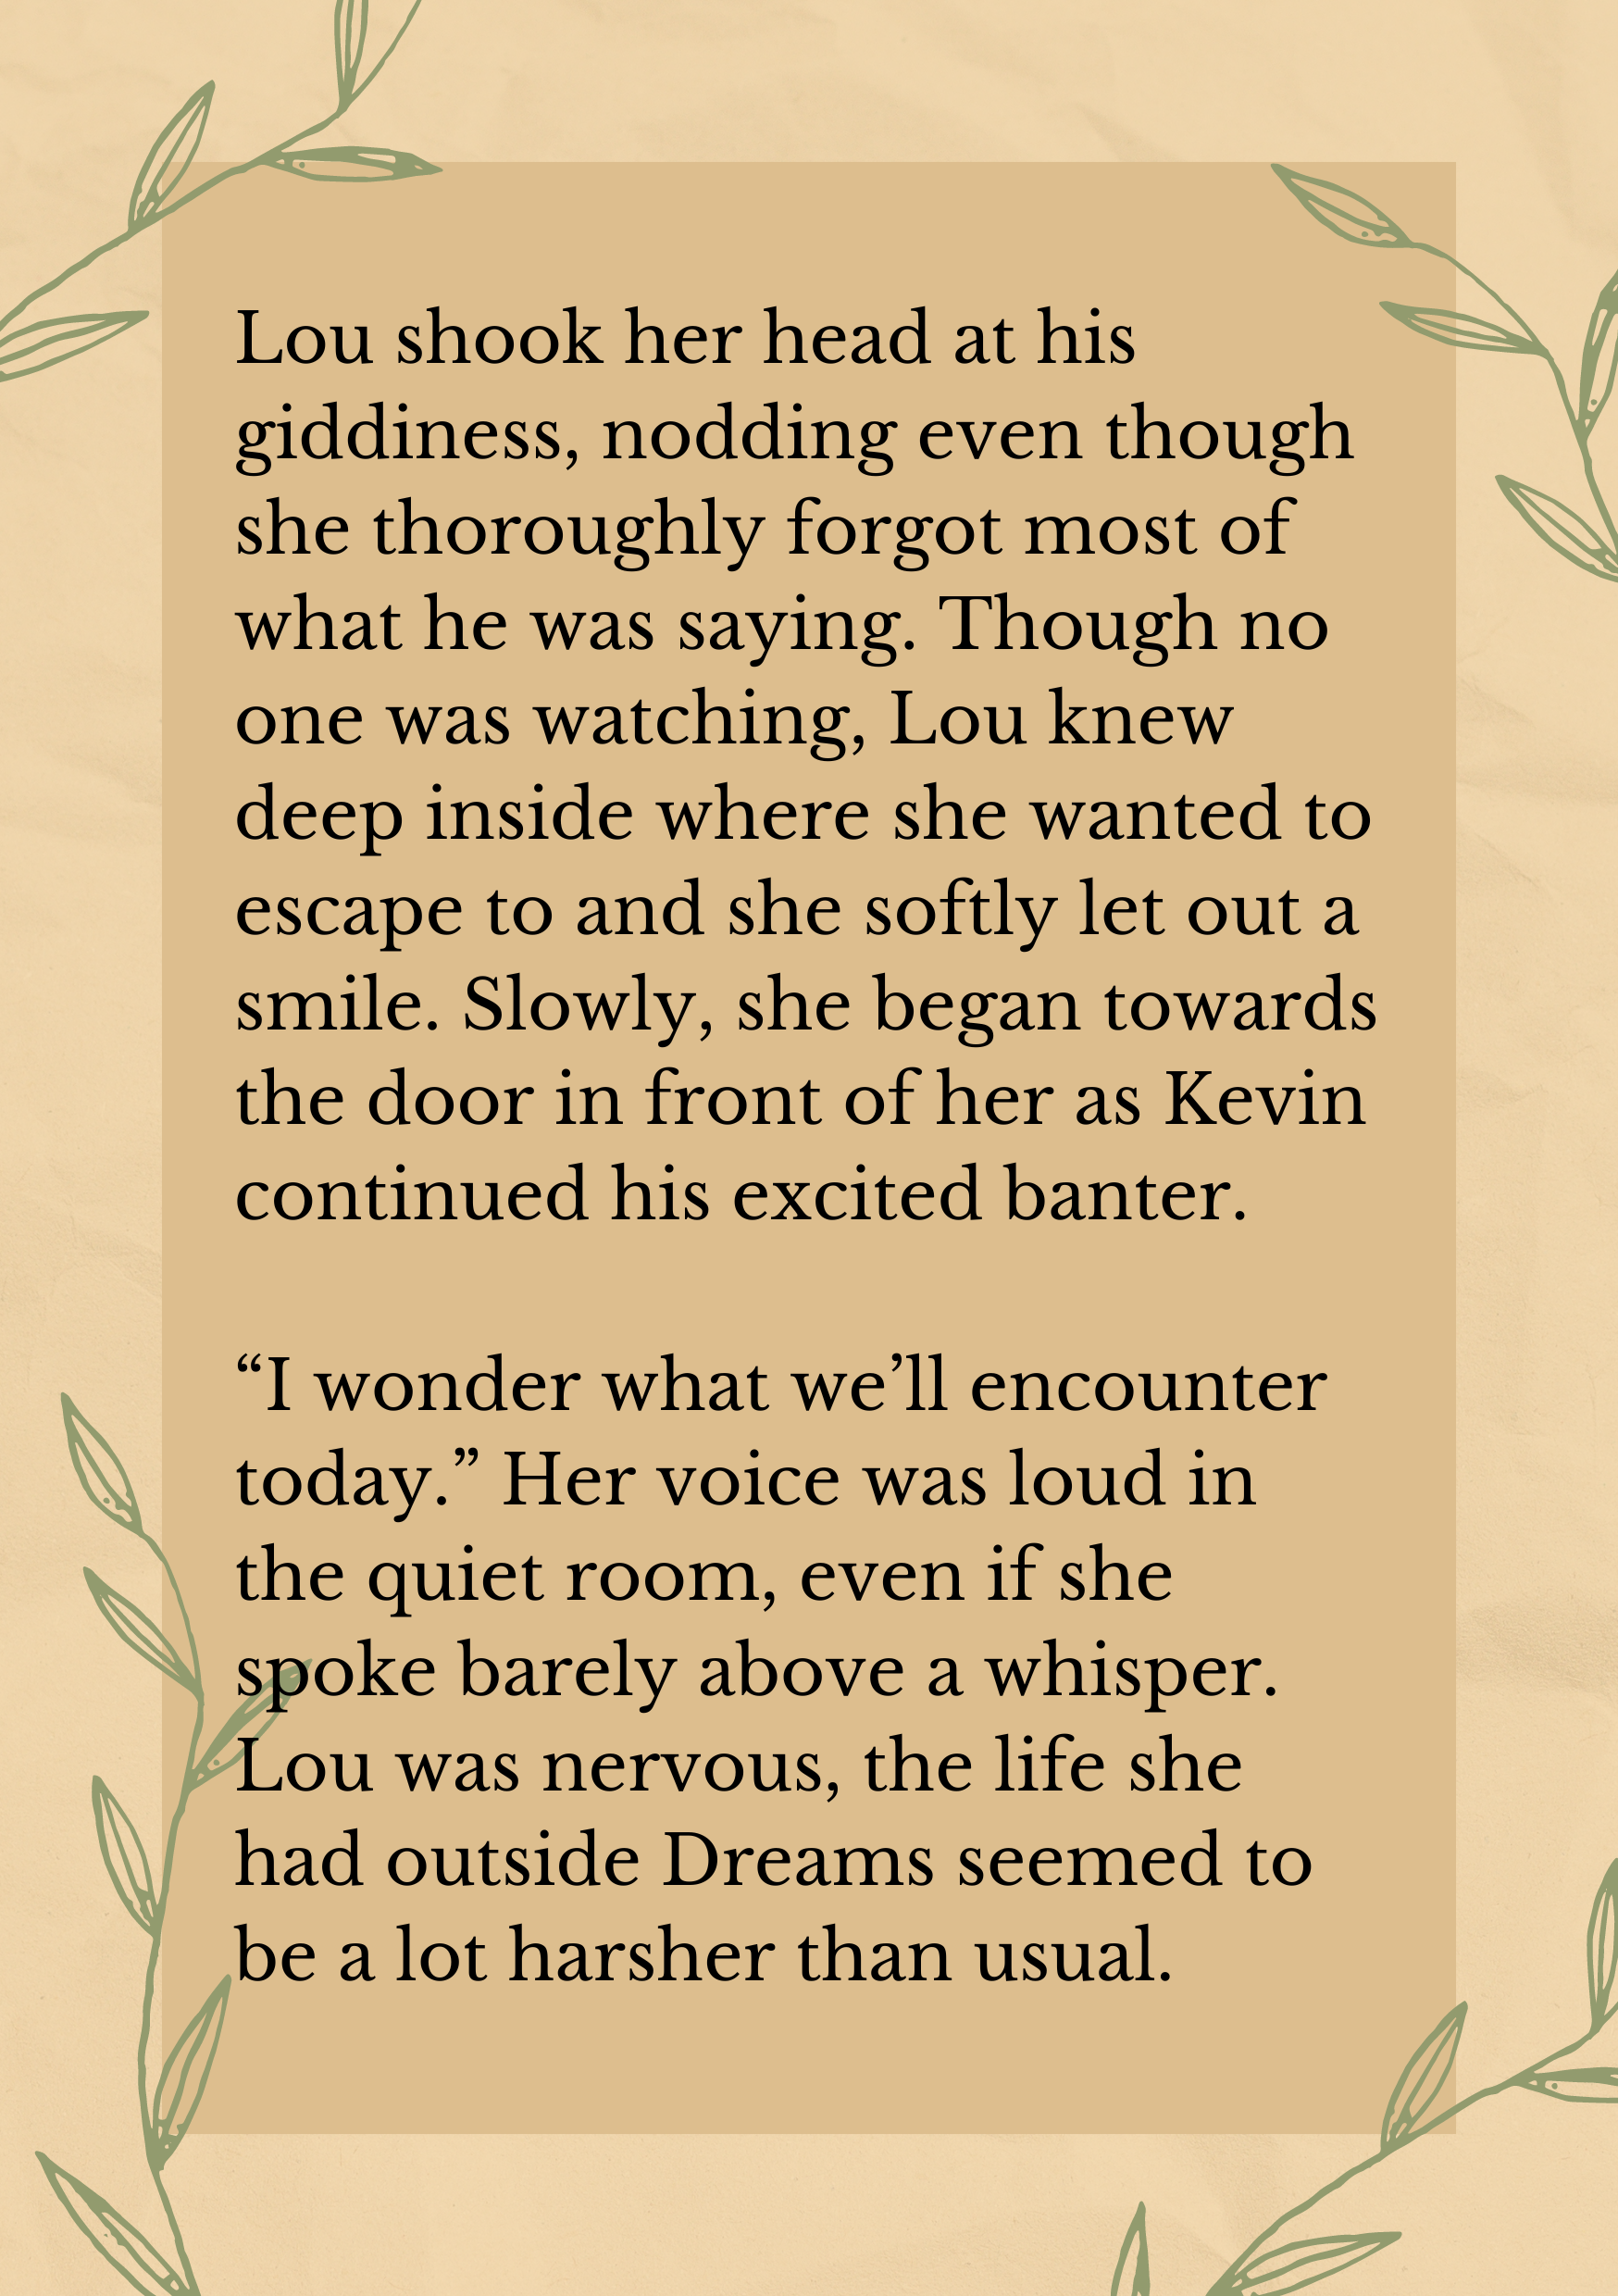 Lou shook her head at his
giddiness, nodding even though
she thoroughly forgot most of
what he was saying. Though no
one was watching, Lou knew
deep inside where she wanted to
escape to and she softly let out a
smile. Slowly, she began towards
the door in front of her as Kevin
continued his excited banter.
“I wonder what we’ll encounter
today.” Her voice was loud in
the quiet room, even if she
spoke barely above a whisper.
Lou was nervous, the life she
had outside Dreams seemed to
be a lot harsher than usual.